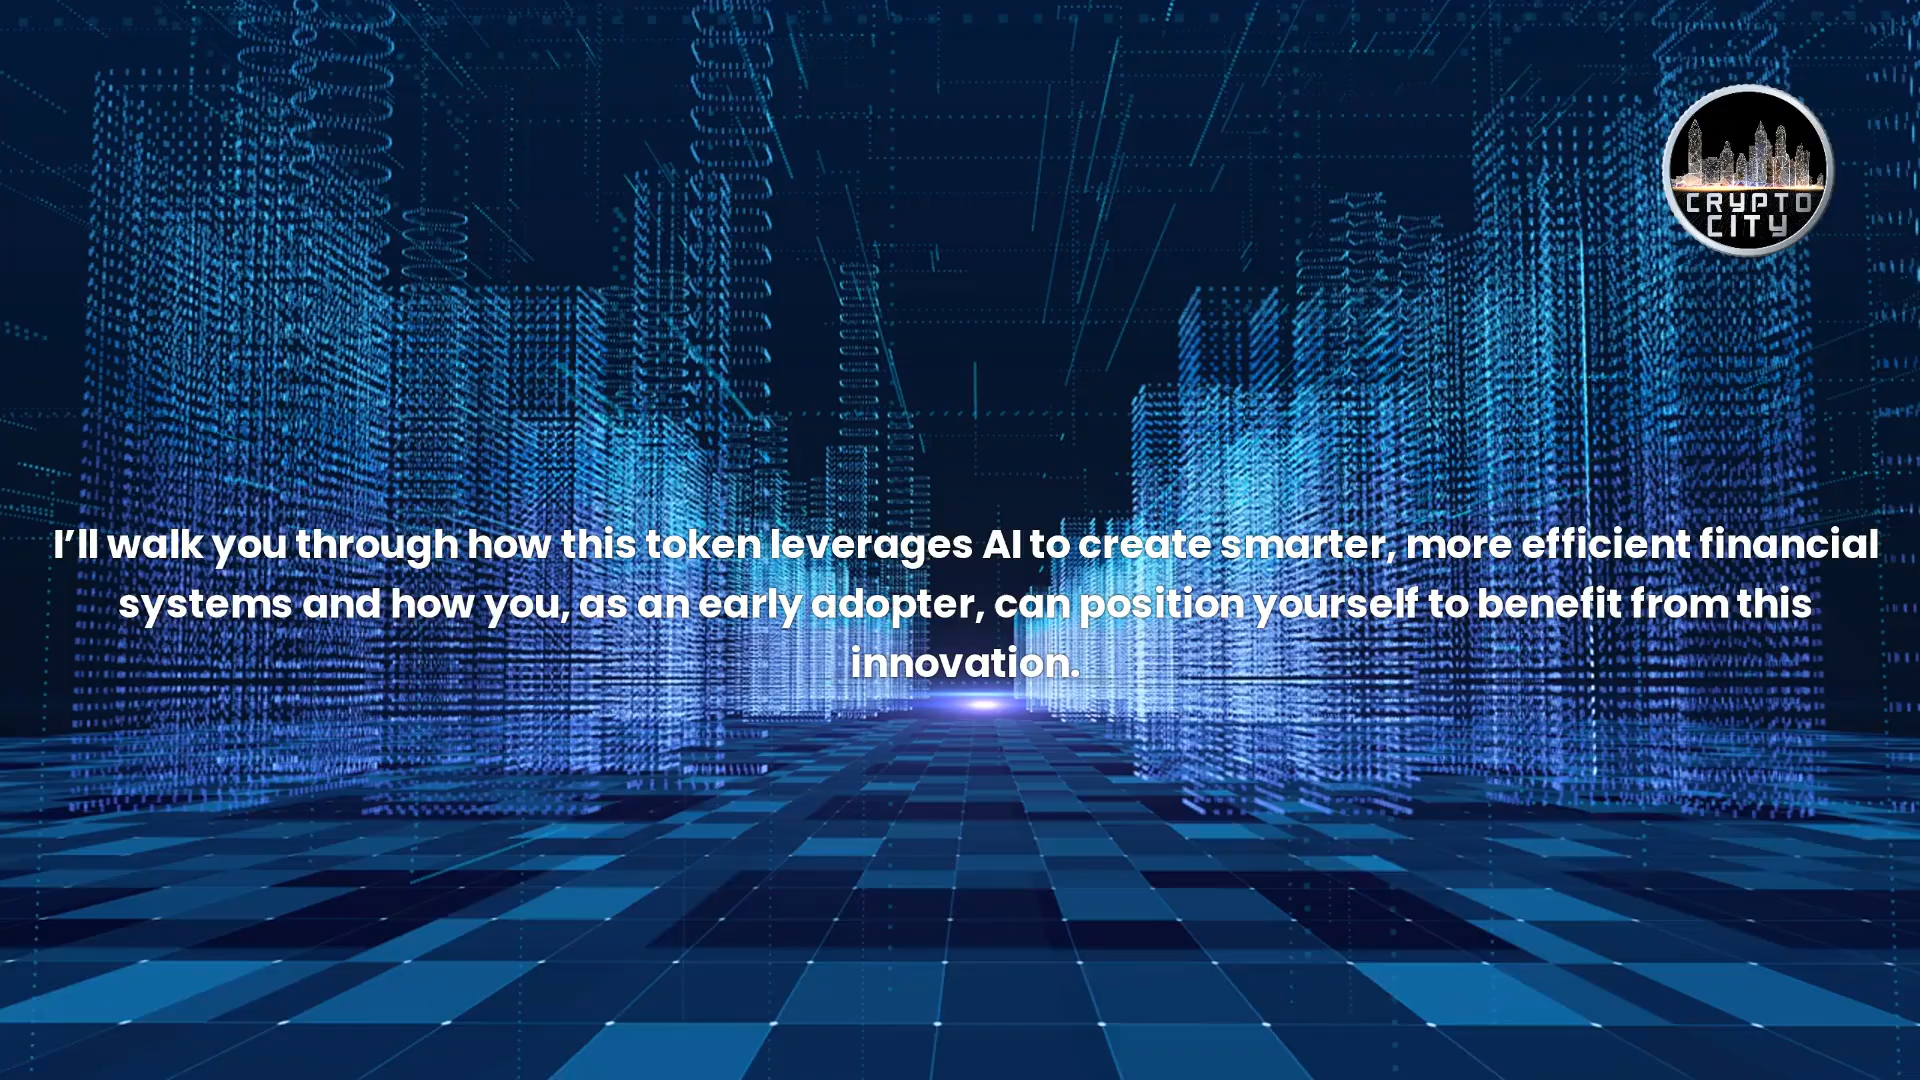 CRYPTO
CITY
I’ll walk you through how this token leverages AI to create smarter, more efficient financial
systems and how you, as an early adopter, can position yourself to benefit from this
innovation.